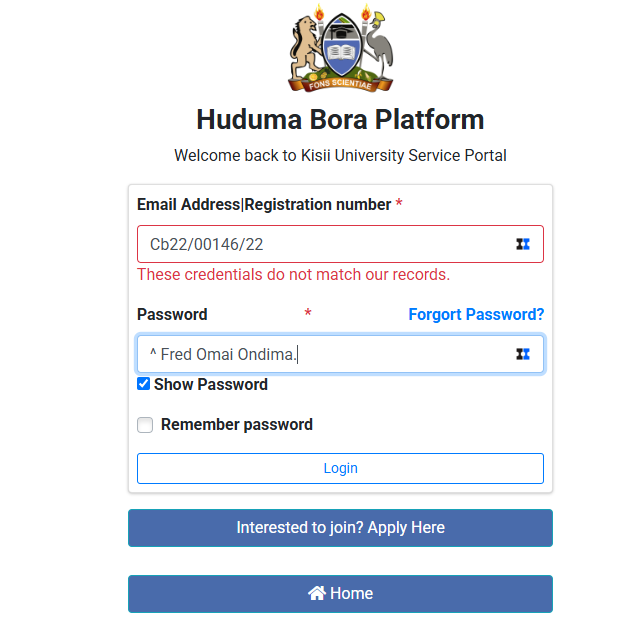 FONS SCIENTIAE
Huduma Bora Platform
Welcome back to Kisii University Service Portal
Email Address|Registration number *
Cb22/00146/22
These credentials do not match our records.
Password * Forgort Password?
^ Fred Omai Ondima.
Show Password
Remember password
Login
Interested to join? Apply Here
Home